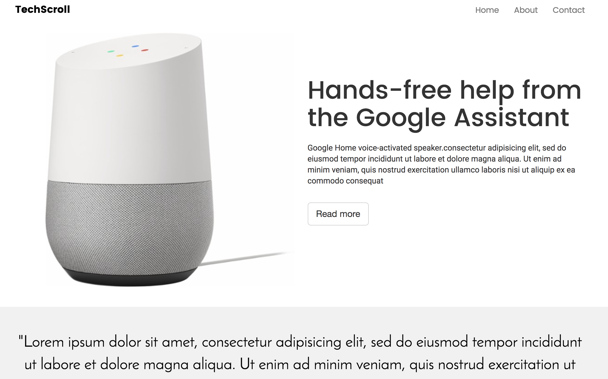 TechScroll
Home About Contact
Hands-free help from
the Google Assistant
Google Home voice-activated speaker.consectetur adipisicing elit, sed do
eiusmod tempor incididunt ut labore et dolore magna aliqua. Ut enim ad
minim veniam, quis nostrud exercitation ullamco laboris nisi ut aliquip ex ea
commodo consequat
Read more
"Lorem ipsum dolor sit amet, consectetur adipisicing elit, sed do eiusmod tempor incididunt
ut labore et dolore magna aliqua. Ut enim ad minim veniam, quis nostrud exercitation ut